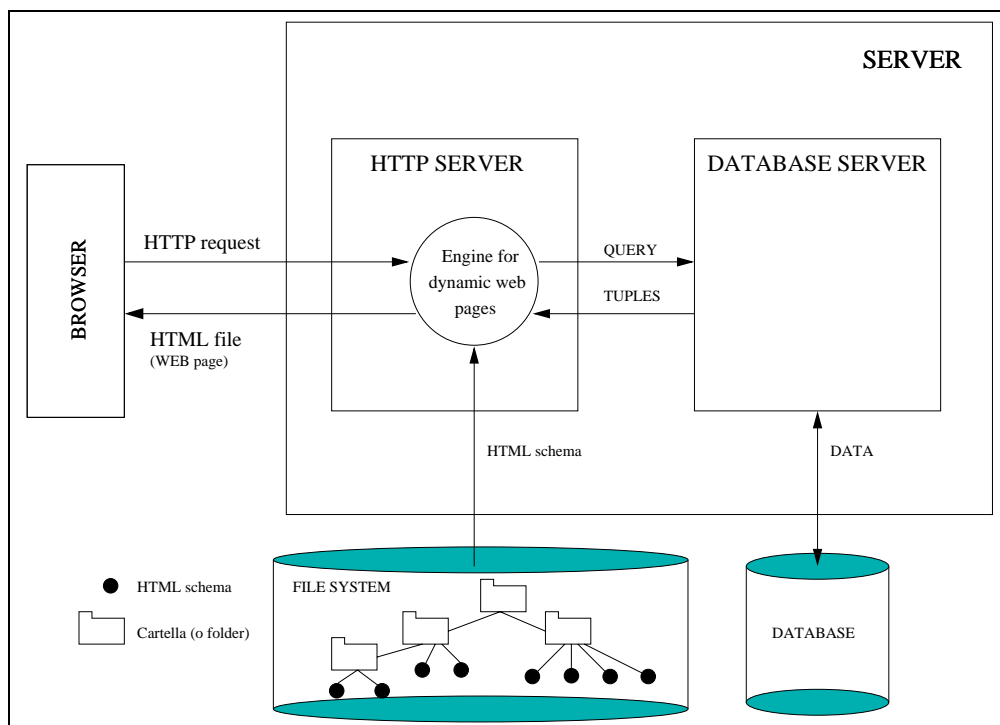 SERVER
HTTP SERVER
DATABASE SERVER
BROWSER
HTTP request
Engine for
dynamic web
pages
QUERY
TUPLES
HTML file
(WEB page)
HTML schema
DATA
HTML schema
Cartella (o folder)
FILE SYSTEM
DATABASE